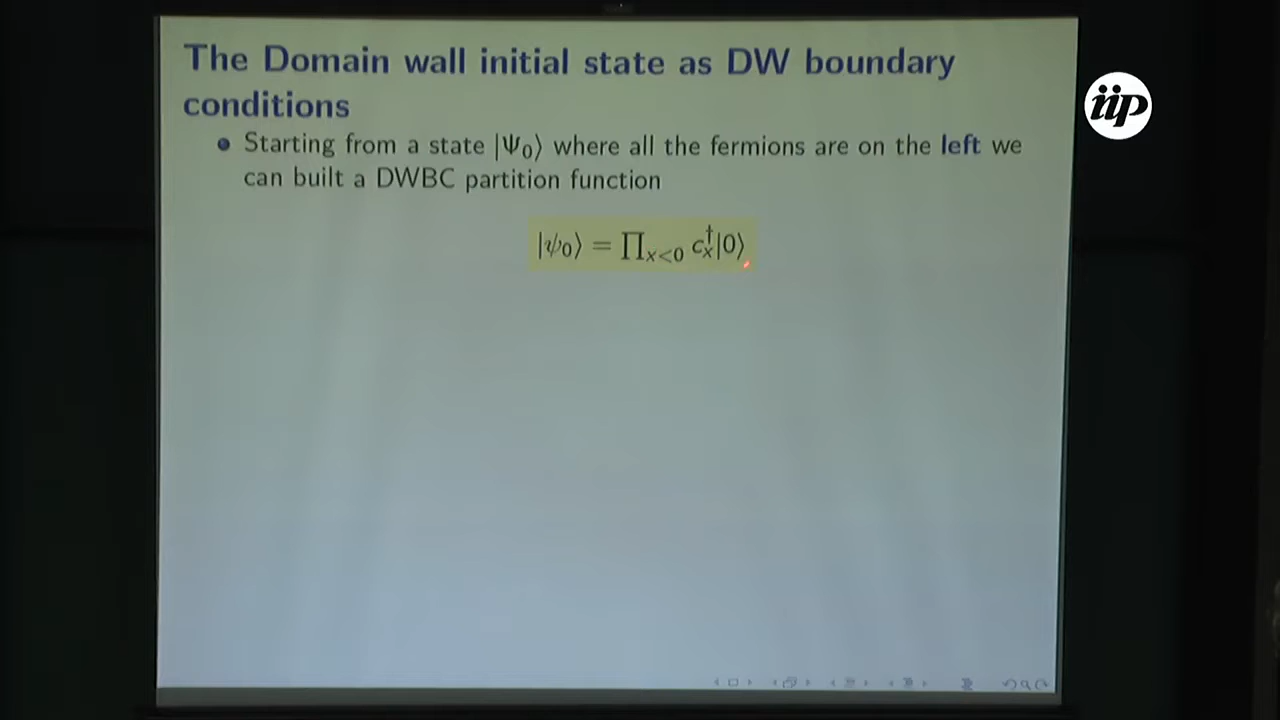 The Domain wall initial state as DW boundary
conditions
Starting from a state |Ψ₀⟩ where all the fermions are on the left we
can built a DWBC partition function
|ψ₀⟩ = ∏ₓ<₀ c†ₓ|0⟩
iip